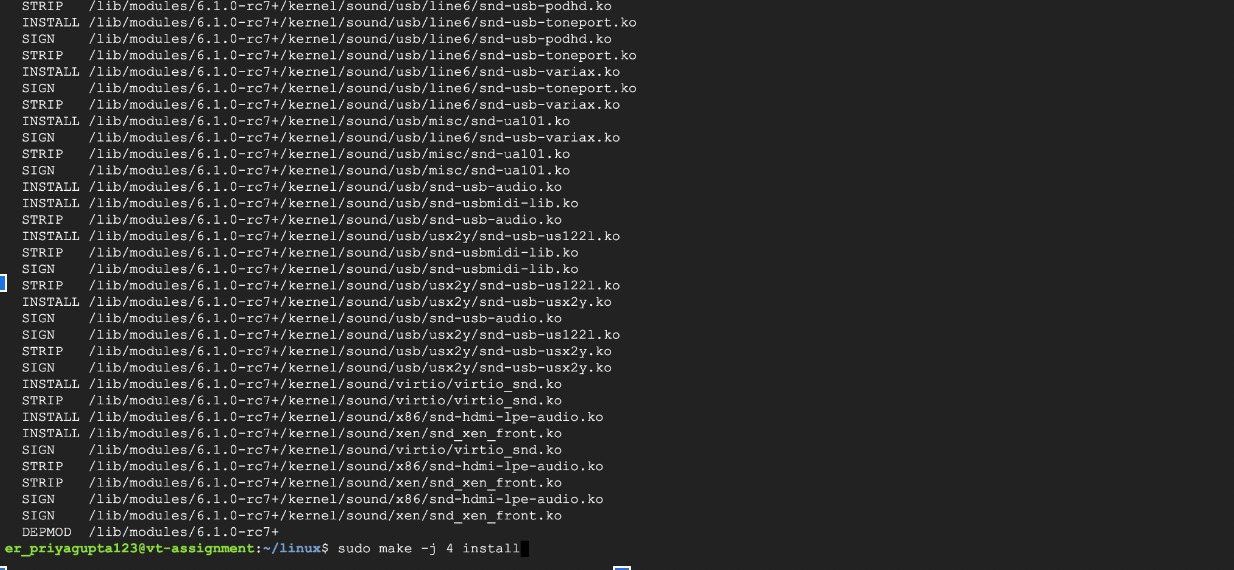 STRIP /lib/modules/6.1.0-rc7+/kernel/sound/usb/line6/snd-usb-podhd.ko
INSTALL /lib/modules/6.1.0-rc7+/kernel/sound/usb/line6/snd-usb-toneport.ko
SIGN /lib/modules/6.1.0-rc7+/kernel/sound/usb/line6/snd-usb-podhd.ko
STRIP /lib/modules/6.1.0-rc7+/kernel/sound/usb/line6/snd-usb-toneport.ko
INSTALL /lib/modules/6.1.0-rc7+/kernel/sound/usb/line6/snd-usb-variax.ko
SIGN /lib/modules/6.1.0-rc7+/kernel/sound/usb/line6/snd-usb-toneport.ko
STRIP /lib/modules/6.1.0-rc7+/kernel/sound/usb/line6/snd-usb-variax.ko
INSTALL /lib/modules/6.1.0-rc7+/kernel/sound/usb/misc/snd-ua101.ko
SIGN /lib/modules/6.1.0-rc7+/kernel/sound/usb/line6/snd-usb-variax.ko
STRIP /lib/modules/6.1.0-rc7+/kernel/sound/usb/misc/snd-ua101.ko
SIGN /lib/modules/6.1.0-rc7+/kernel/sound/usb/misc/snd-ua101.ko
INSTALL /lib/modules/6.1.0-rc7+/kernel/sound/usb/snd-usb-audio.ko
INSTALL /lib/modules/6.1.0-rc7+/kernel/sound/usb/snd-usbmidi-lib.ko
STRIP /lib/modules/6.1.0-rc7+/kernel/sound/usb/snd-usb-audio.ko
INSTALL /lib/modules/6.1.0-rc7+/kernel/sound/usb/usx2y/snd-usb-us122l.ko
STRIP /lib/modules/6.1.0-rc7+/kernel/sound/usb/snd-usbmidi-lib.ko
SIGN /lib/modules/6.1.0-rc7+/kernel/sound/usb/snd-usbmidi-lib.ko
STRIP /lib/modules/6.1.0-rc7+/kernel/sound/usb/usx2y/snd-usb-us122l.ko
INSTALL /lib/modules/6.1.0-rc7+/kernel/sound/usb/usx2y/snd-usb-usx2y.ko
SIGN /lib/modules/6.1.0-rc7+/kernel/sound/usb/snd-usb-audio.ko
SIGN /lib/modules/6.1.0-rc7+/kernel/sound/usb/usx2y/snd-usb-us122l.ko
STRIP /lib/modules/6.1.0-rc7+/kernel/sound/usb/usx2y/snd-usb-usx2y.ko
SIGN /lib/modules/6.1.0-rc7+/kernel/sound/usb/usx2y/snd-usb-usx2y.ko
INSTALL /lib/modules/6.1.0-rc7+/kernel/sound/virtio/virtio_snd.ko
STRIP /lib/modules/6.1.0-rc7+/kernel/sound/virtio/virtio_snd.ko
INSTALL /lib/modules/6.1.0-rc7+/kernel/sound/x86/snd-hdmi-lpe-audio.ko
INSTALL /lib/modules/6.1.0-rc7+/kernel/sound/xen/snd_xen_front.ko
SIGN /lib/modules/6.1.0-rc7+/kernel/sound/virtio/virtio_snd.ko
STRIP /lib/modules/6.1.0-rc7+/kernel/sound/x86/snd-hdmi-lpe-audio.ko
STRIP /lib/modules/6.1.0-rc7+/kernel/sound/xen/snd_xen_front.ko
SIGN /lib/modules/6.1.0-rc7+/kernel/sound/x86/snd-hdmi-lpe-audio.ko
SIGN /lib/modules/6.1.0-rc7+/kernel/sound/xen/snd_xen_front.ko
DEPMOD /lib/modules/6.1.0-rc7+
er_priyagupta123@vt-assignment:~/linux$ sudo make -j 4 install